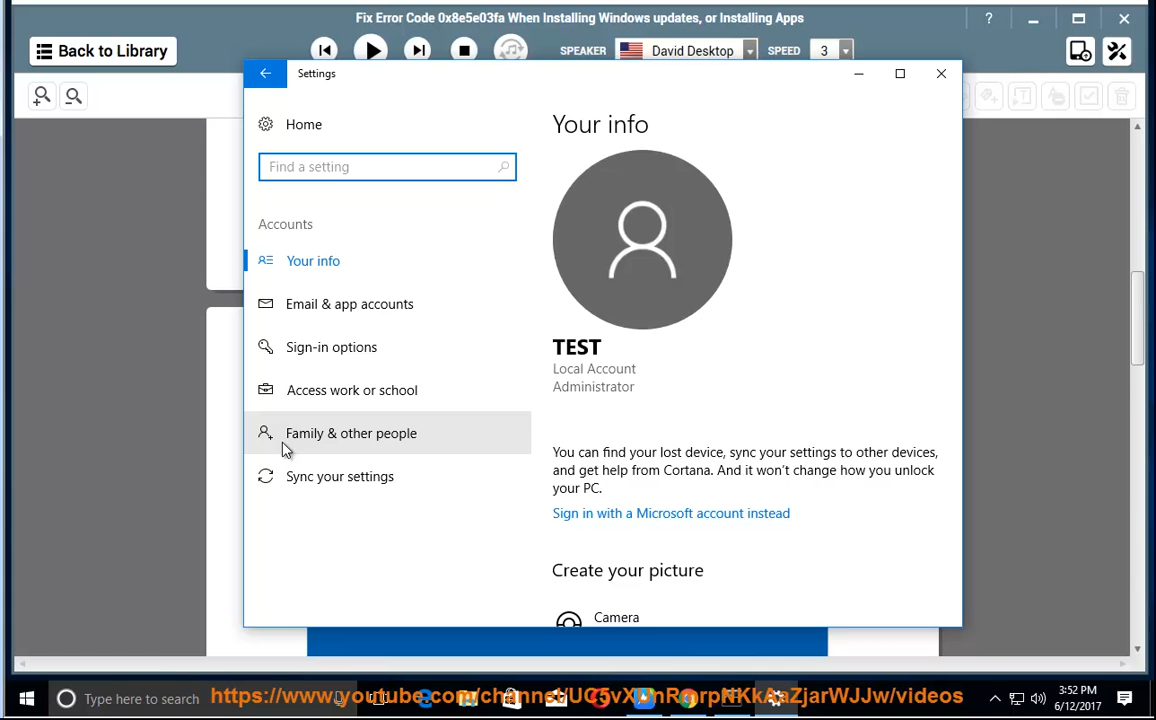 Fix Error Code 0x8e5e03fa When Installing Windows updates, or Installing Apps
?
Back to Library
SPEAKER
David Desktop
SPEED
3
Settings
Home
Find a setting
Accounts
Your info
Email & app accounts
Sign-in options
Access work or school
Family & other people
Sync your settings
Your info
TEST
Local Account
Administrator
You can find your lost device, sync your settings to other devices,
and get help from Cortana. And it won't change how you unlock
your PC.
Sign in with a Microsoft account instead
Create your picture
Camera
Type here to search
3:52 PM
6/12/2017